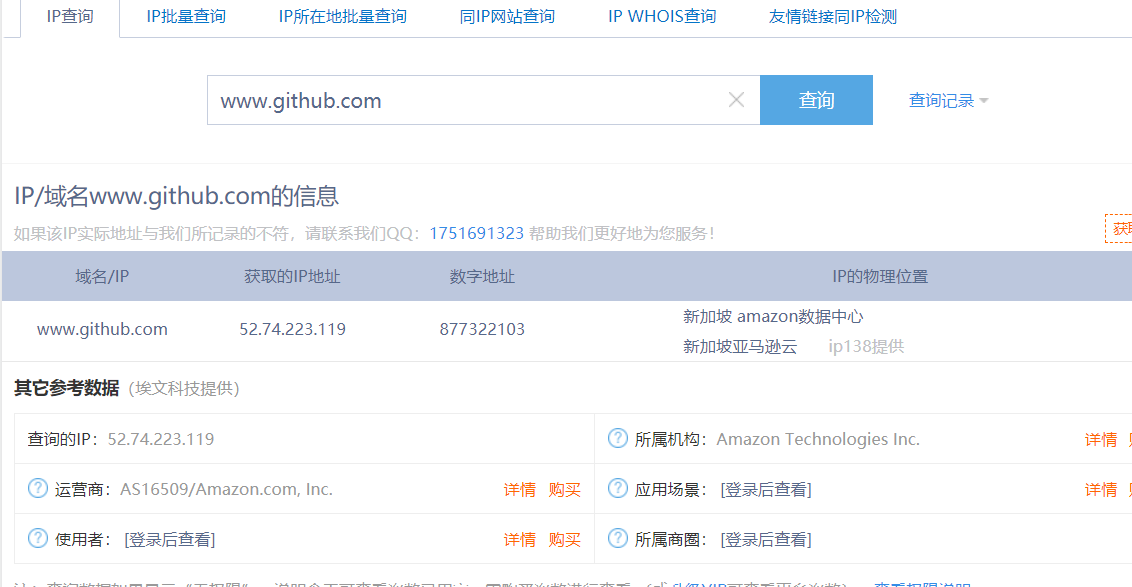 IP查询 IP批量查询 IP所在地批量查询 同IP网站查询 IP WHOIS查询 友情链接同IP检测
www.github.com 查询 查询记录
IP/域名www.github.com的信息
如果该IP实际地址与我们所记录的不符，请联系我们QQ：1751691323 帮助我们更好地为您服务！
获取
域名/IP 获取的IP地址 数字地址 IP的物理位置
www.github.com 52.74.223.119 877322103 新加坡 amazon数据中心
新加坡亚马逊云 ip138提供
其它参考数据（埃文科技提供）
查询的IP：52.74.223.119 ? 所属机构：Amazon Technologies Inc. 详情
? 运营商：AS16509/Amazon.com, Inc. 详情 购买 ? 应用场景：[登录后查看] 详情
? 使用者：[登录后查看] 详情 购买 ? 所属商圈：[登录后查看]